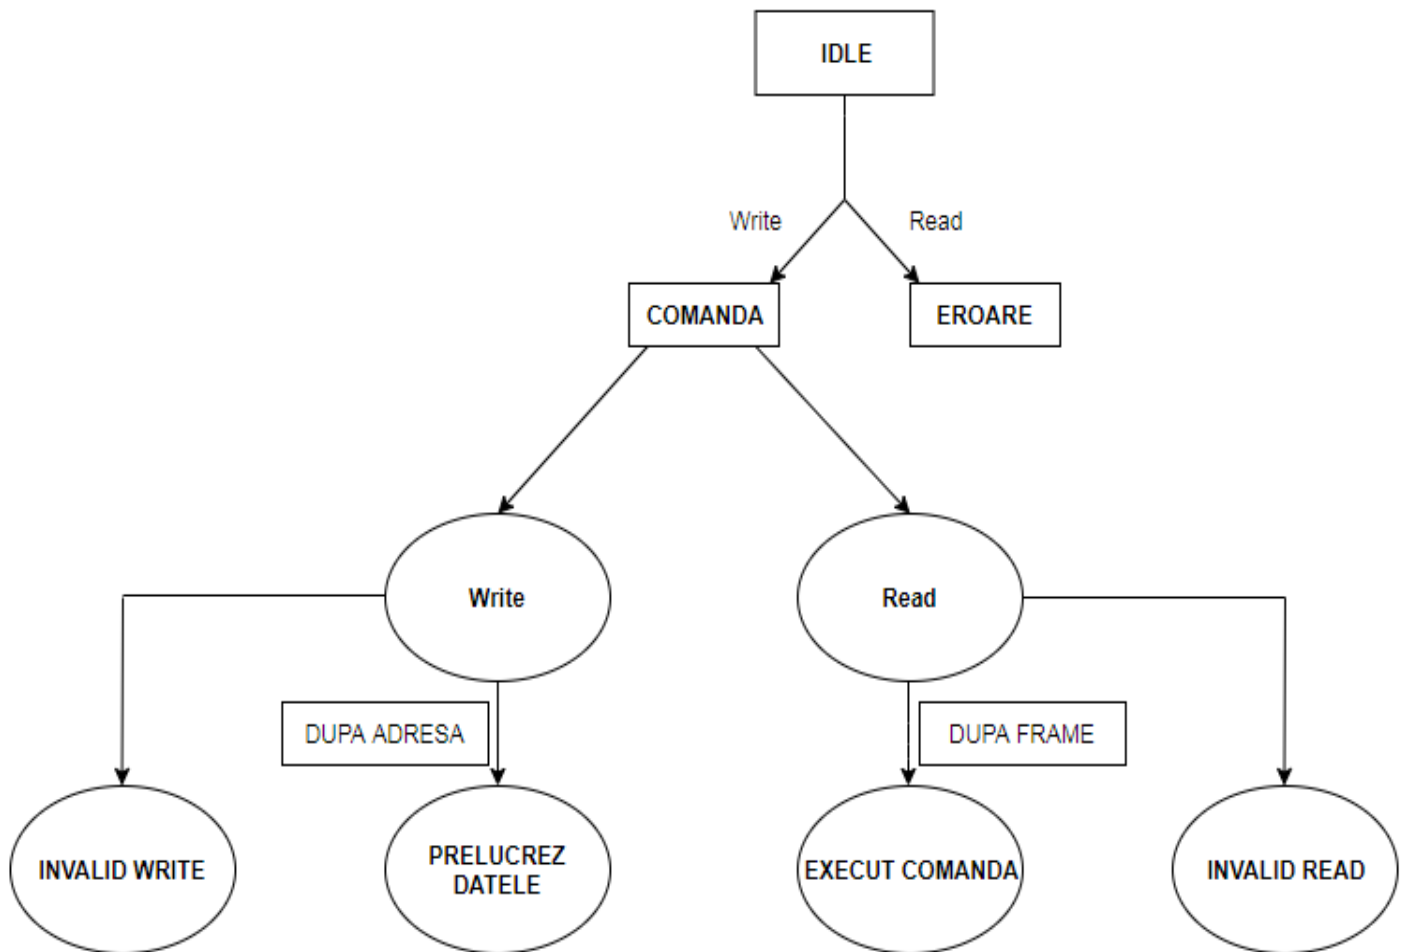 IDLE
Write
Read
COMANDA
EROARE
Write
Read
DUPA ADRESA
DUPA FRAME
INVALID WRITE
PRELUCREZ
DATELE
EXECUT COMANDA
INVALID READ